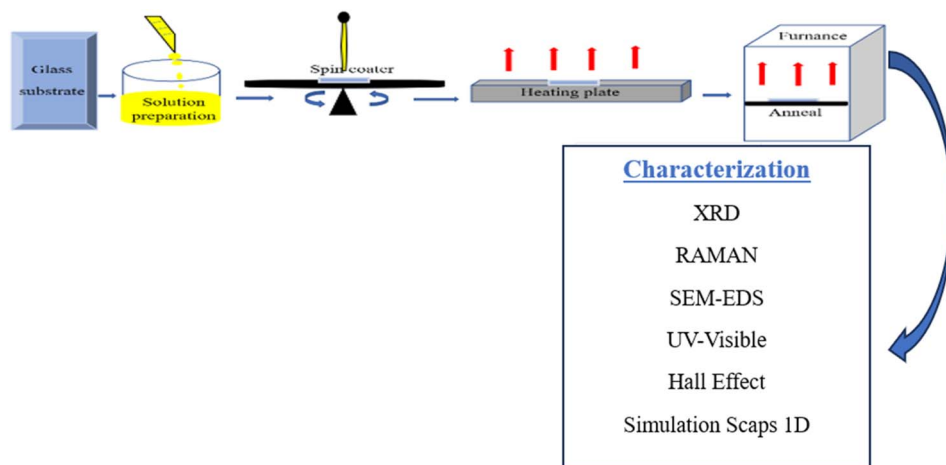 Glass
substrate
Solution
preparation
Spin-coater
Heating plate
Furnance
Anneal
Characterization
XRD
RAMAN
SEM-EDS
UV-Visible
Hall Effect
Simulation Scaps 1D